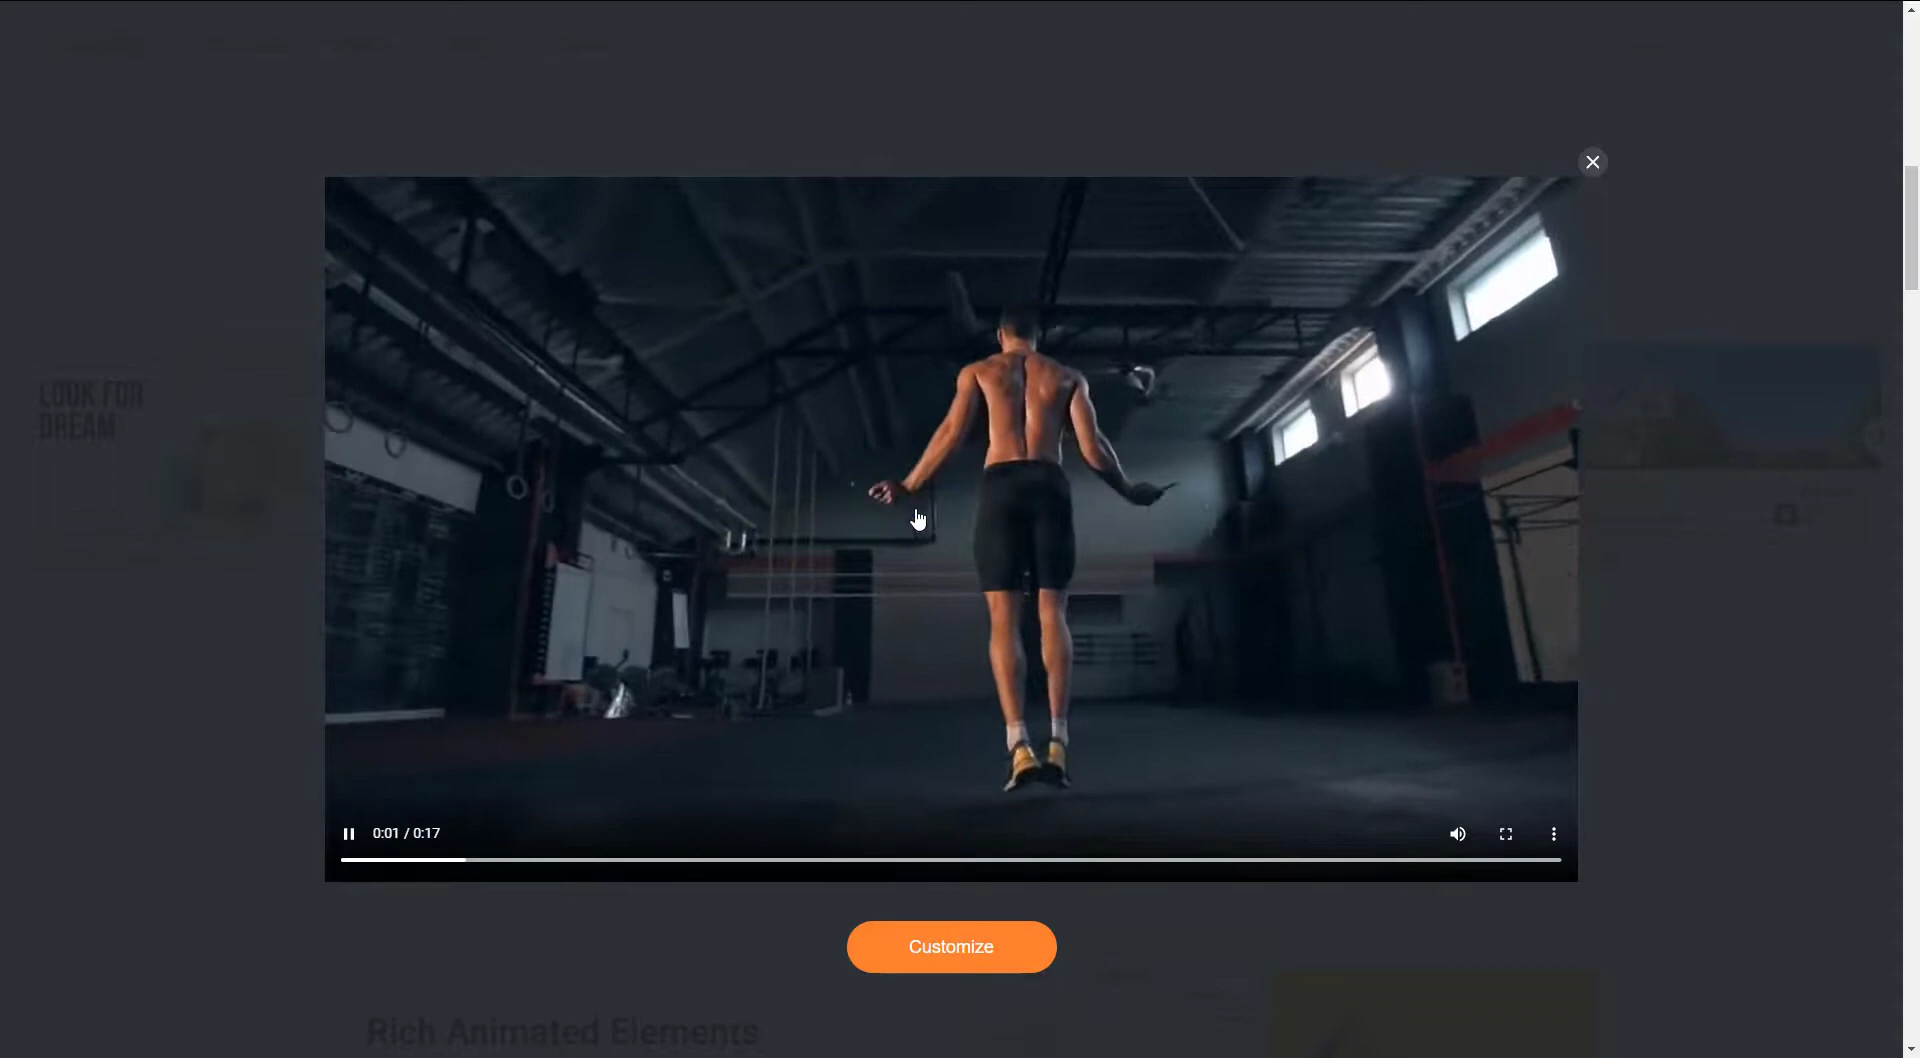 LOOK FOR
DREAM
0:01 / 0:17
Customize
Rich Animated Elements